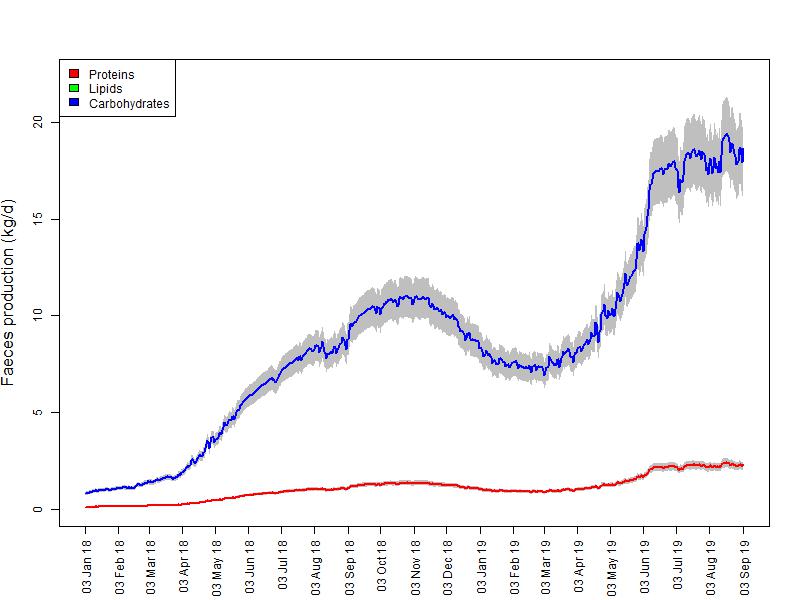 Proteins
Lipids
Carbohydrates
Faeces production (kg/d)
20
15
10
5
0
03 Jan 18
03 Feb 18
03 Mar 18
03 Apr 18
03 May 18
03 Jun 18
03 Jul 18
03 Aug 18
03 Sep 18
03 Oct 18
03 Nov 18
03 Dec 18
03 Jan 19
03 Feb 19
03 Mar 19
03 Apr 19
03 May 19
03 Jun 19
03 Jul 19
03 Aug 19
03 Sep 19